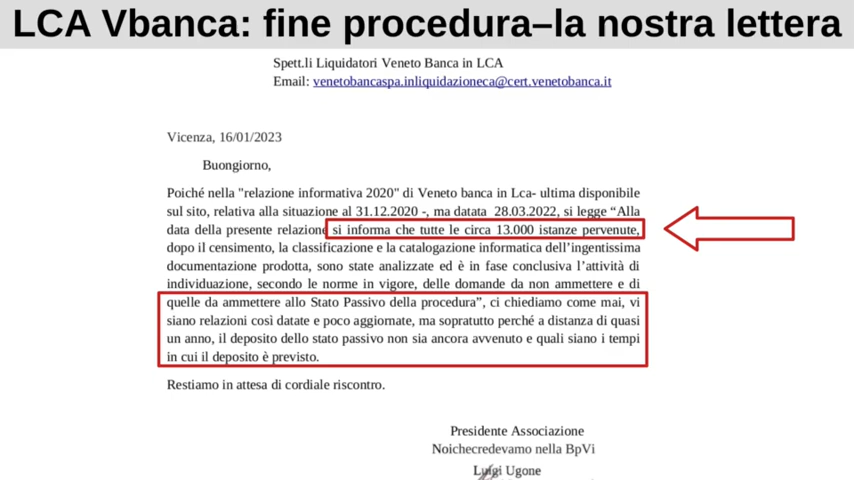 LCA Vbanca: fine procedura–la nostra lettera
Spett.li Liquidatori Veneto Banca in LCA
Email: venetobancaspa.inliquidazioneca@cert.venetobanca.it
Vicenza, 16/01/2023
Buongiorno,
Poiché nella "relazione informativa 2020" di Veneto banca in Lca- ultima disponibile
sul sito, relativa alla situazione al 31.12.2020 -, ma datata 28.03.2022, si legge “Alla
data della presente relazione si informa che tutte le circa 13.000 istanze pervenute,
dopo il censimento, la classificazione e la catalogazione informatica dell’ingentissima
documentazione prodotta, sono state analizzate ed è in fase conclusiva l’attività di
individuazione, secondo le norme in vigore, delle domande da non ammettere e di
quelle da ammettere allo Stato Passivo della procedura”, ci chiediamo come mai, vi
siano relazioni così datate e poco aggiornate, ma sopratutto perché a distanza di quasi
un anno, il deposito dello stato passivo non sia ancora avvenuto e quali siano i tempi
in cui il deposito è previsto.
Restiamo in attesa di cordiale riscontro.
Presidente Associazione
Noichecredevamo nella BpVi
Luigi Ugone